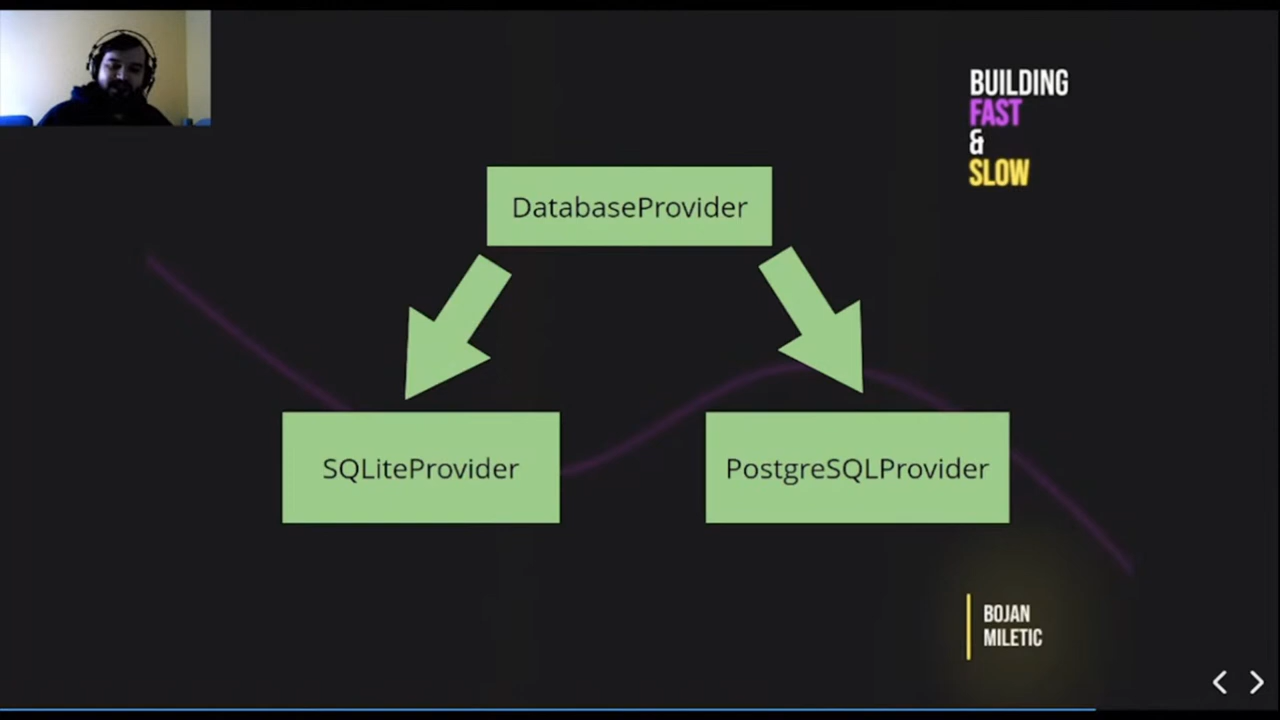 BUILDING
FAST
&
SLOW
DatabaseProvider
SQLiteProvider
PostgreSQLProvider
BOJAN
MILETIC